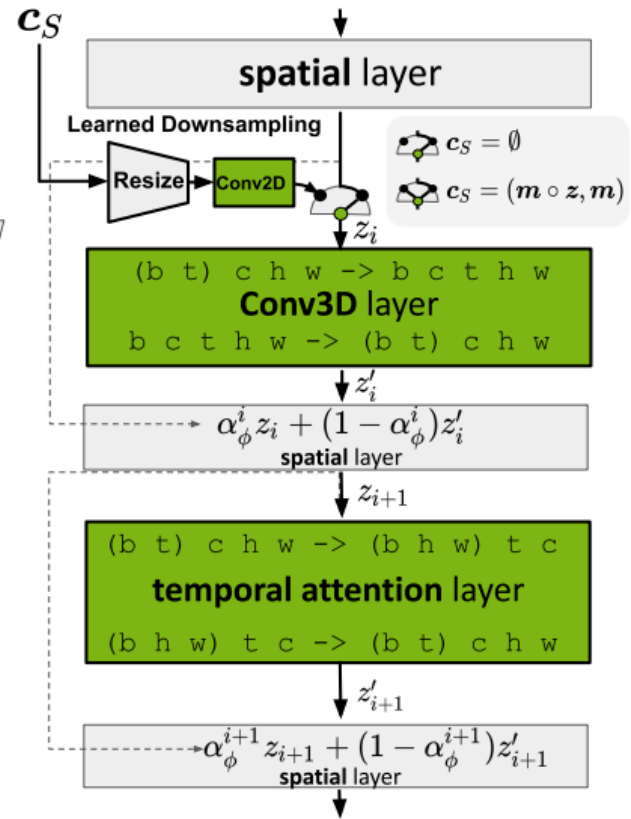 c_S
spatial layer
Learned Downsampling
Resize
Conv2D
c_S = ∅
c_S = (m ∘ z, m)
z_i
(b t) c h w -> b c t h w
Conv3D layer
b c t h w -> (b t) c h w
z′_i
α^i_ϕ z_i + (1 − α^i_ϕ)z′_i
spatial layer
z_{i+1}
(b t) c h w -> (b h w) t c
temporal attention layer
(b h w) t c -> (b t) c h w
z′_{i+1}
α^{i+1}_ϕ z_{i+1} + (1 − α^{i+1}_ϕ)z′_{i+1}
spatial layer